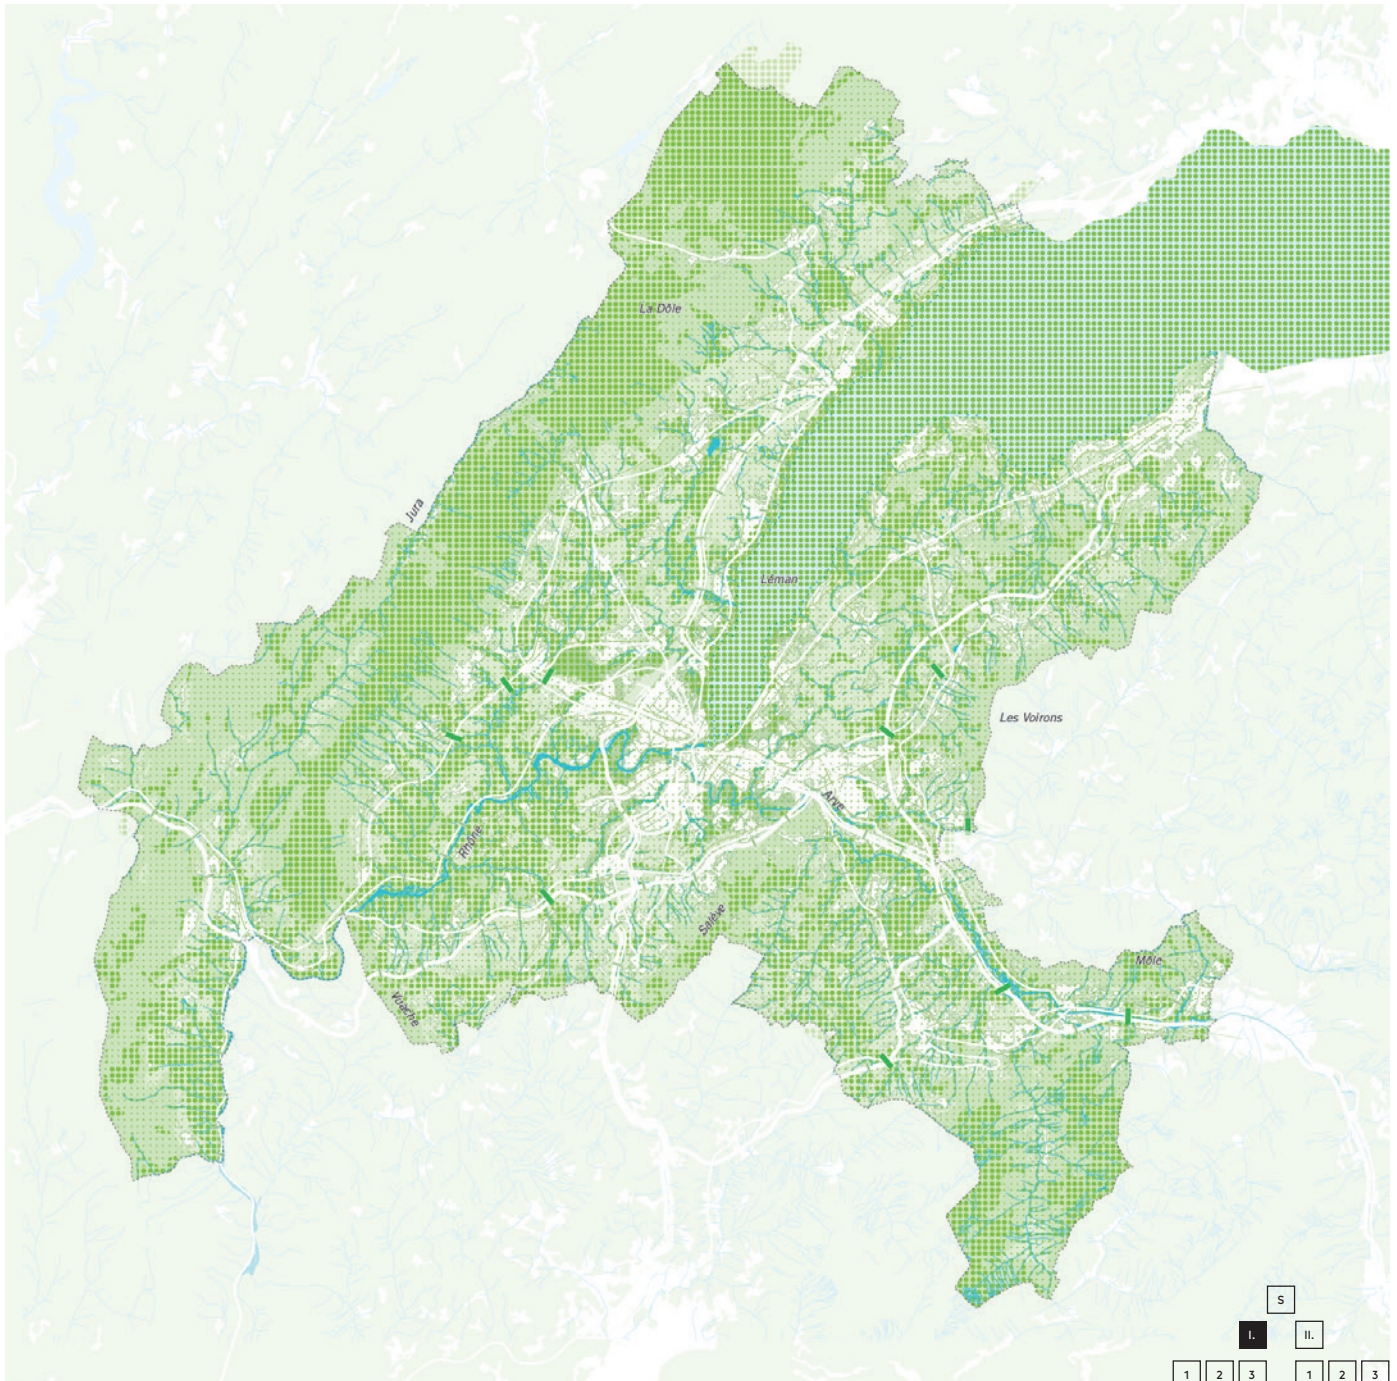 La Dôle
Jura
Léman
Les Voirons
Arve
Rhône
Salève
Môle
Vuache
S
I. II.
1 2 3 1 2 3